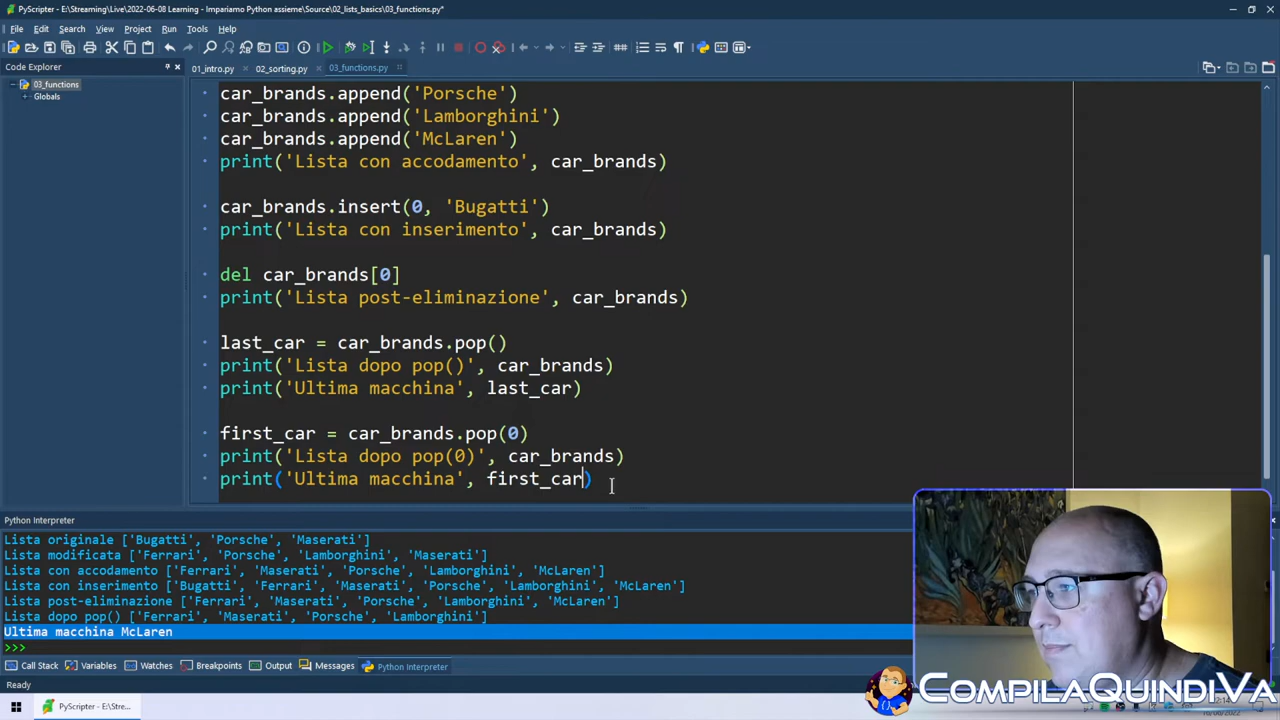 PyScripter - E:\Streaming\Live\2022-06-08 Learning - Impariamo Python assieme\Source\02_lists_basics\03_functions.py*
File Edit Search View Project Run Tools Help
Code Explorer
01_intro.py
02_sorting.py
03_functions.py
03_functions
Globals
car_brands.append('Porsche')
car_brands.append('Lamborghini')
car_brands.append('McLaren')
print('Lista con accodamento', car_brands)
car_brands.insert(0, 'Bugatti')
print('Lista con inserimento', car_brands)
del car_brands[0]
print('Lista post-eliminazione', car_brands)
last_car = car_brands.pop()
print('Lista dopo pop()', car_brands)
print('Ultima macchina', last_car)
first_car = car_brands.pop(0)
print('Lista dopo pop(0)', car_brands)
print('Ultima macchina', first_car)
Python Interpreter
Lista originale ['Bugatti', 'Porsche', 'Maserati']
Lista modificata ['Ferrari', 'Porsche', 'Lamborghini', 'Maserati']
Lista con accodamento ['Ferrari', 'Maserati', 'Porsche', 'Lamborghini', 'McLaren']
Lista con inserimento ['Bugatti', 'Ferrari', 'Maserati', 'Porsche', 'Lamborghini', 'McLaren']
Lista post-eliminazione ['Ferrari', 'Maserati', 'Porsche', 'Lamborghini', 'McLaren']
Lista dopo pop() ['Ferrari', 'Maserati', 'Porsche', 'Lamborghini']
Ultima macchina McLaren
>>>
Call Stack Variables Watches Breakpoints Output Messages Python Interpreter
Ready
COMPILAQUINDIVA
PyScripter - E:\Stre...